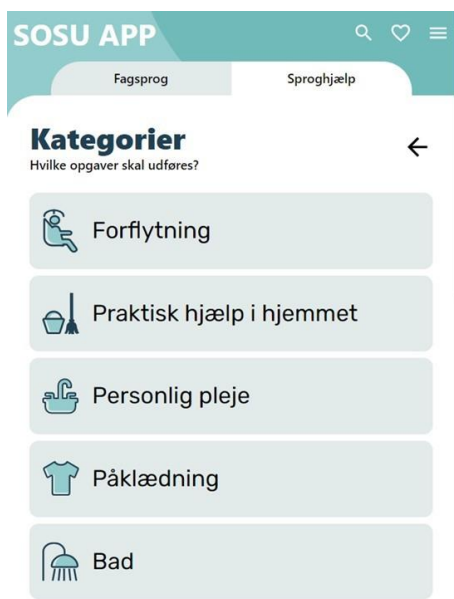 SOSU APP
Fagsprog
Sproghjælp
Kategorier
Hvilke opgaver skal udføres?
Forflytning
Praktisk hjælp i hjemmet
Personlig pleje
Påklædning
Bad